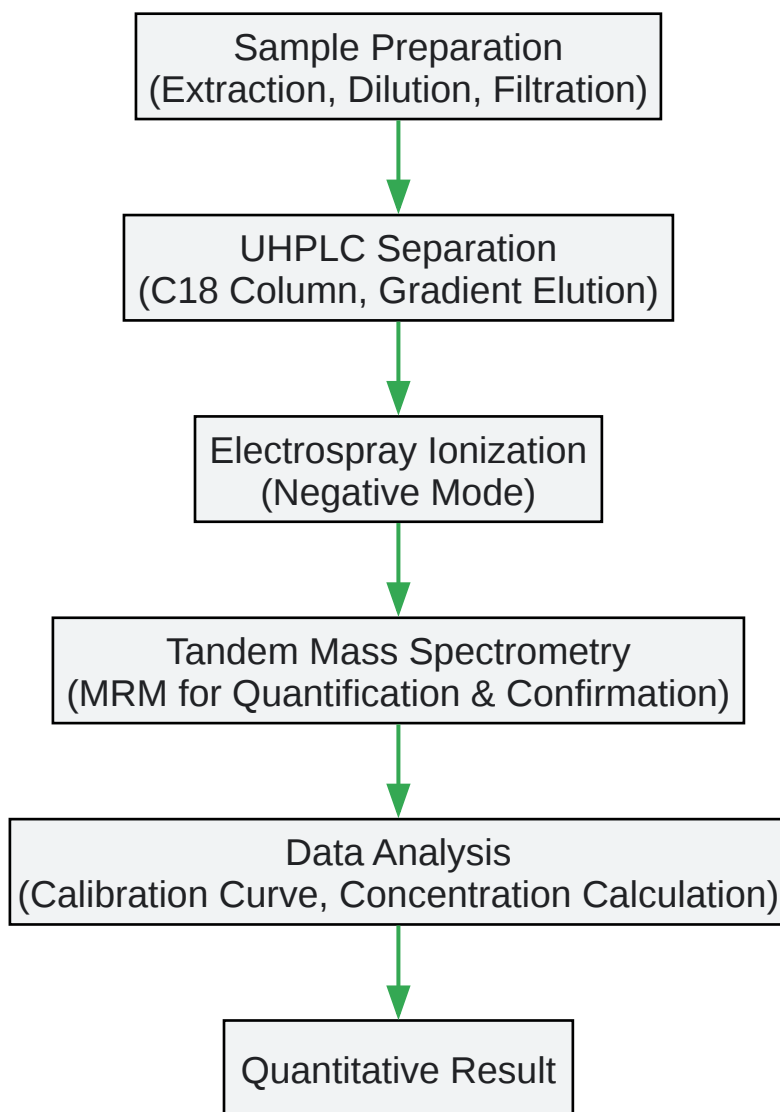 Sample Preparation
(Extraction, Dilution, Filtration)
UHPLC Separation
(C18 Column, Gradient Elution)
Electrospray Ionization
(Negative Mode)
Tandem Mass Spectrometry
(MRM for Quantification & Confirmation)
Data Analysis
(Calibration Curve, Concentration Calculation)
Quantitative Result